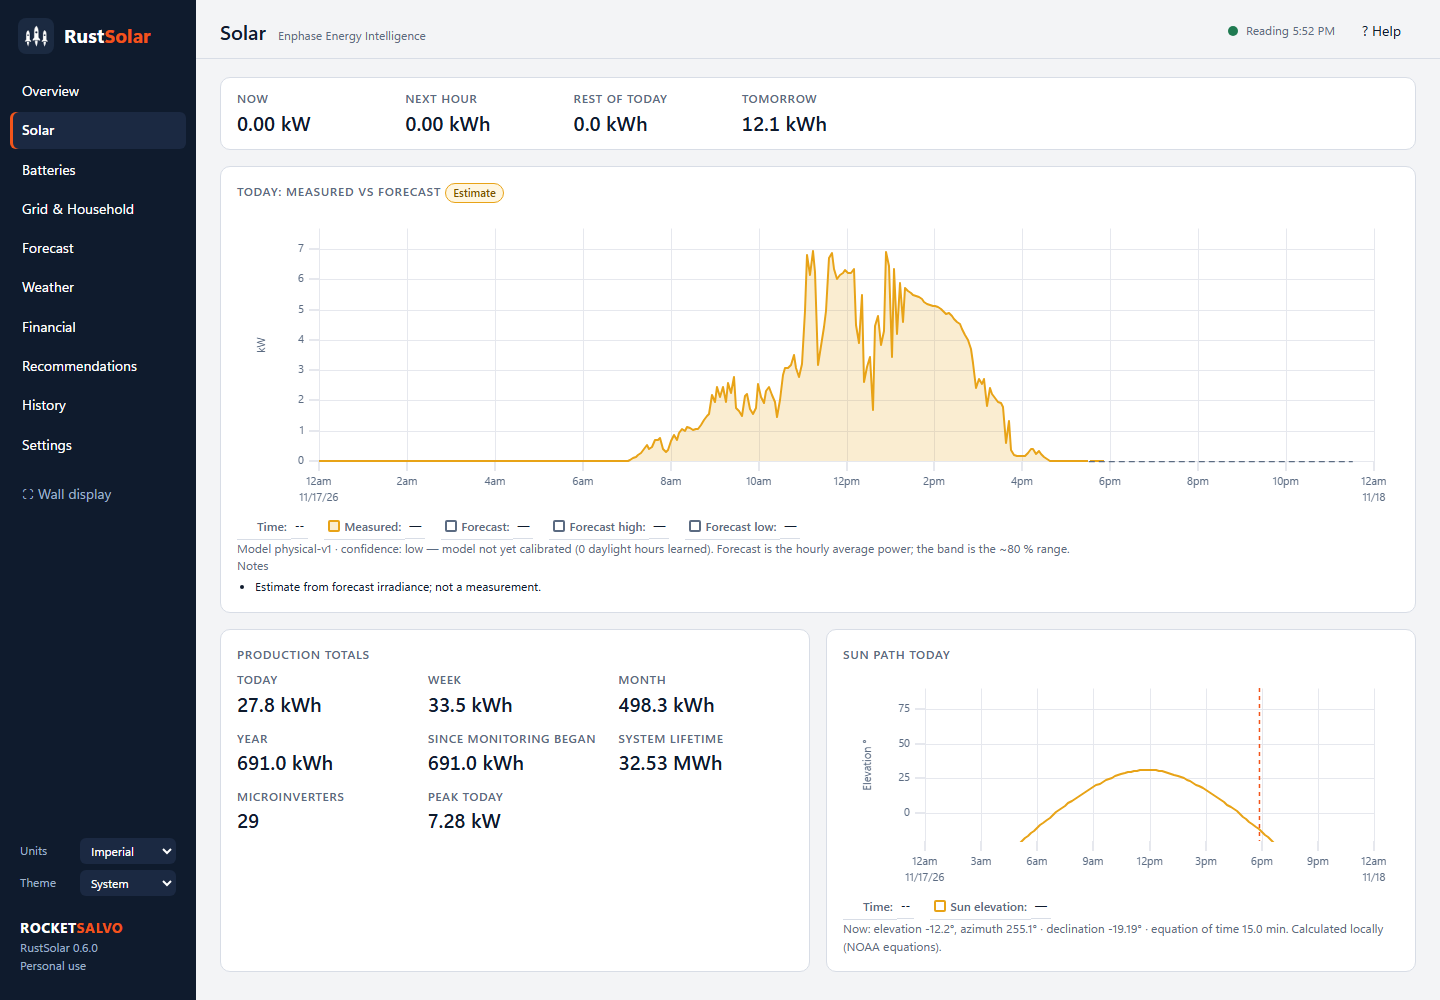 RustSolar
Solar Enphase Energy Intelligence
Reading 5:52 PM ? Help
Overview
Solar
Batteries
Grid & Household
Forecast
Weather
Financial
Recommendations
History
Settings
Wall display
Units Imperial
Theme System
ROCKETSALVO
RustSolar 0.6.0
Personal use
NOW NEXT HOUR REST OF TODAY TOMORROW
0.00 kW 0.00 kWh 0.0 kWh 12.1 kWh
TODAY: MEASURED VS FORECAST Estimate
kW
7
6
5
4
3
2
1
0
12am 2am 4am 6am 8am 10am 12pm 2pm 4pm 6pm 8pm 10pm 12am
11/17/26 11/18
Time: -- Measured: — Forecast: — Forecast high: — Forecast low: —
Model physical-v1 · confidence: low — model not yet calibrated (0 daylight hours learned). Forecast is the hourly average power; the band is the ~80 % range.
Notes
• Estimate from forecast irradiance; not a measurement.
PRODUCTION TOTALS
TODAY WEEK MONTH
27.8 kWh 33.5 kWh 498.3 kWh
YEAR SINCE MONITORING BEGAN SYSTEM LIFETIME
691.0 kWh 691.0 kWh 32.53 MWh
MICROINVERTERS PEAK TODAY
29 7.28 kW
SUN PATH TODAY
Elevation °
75
50
25
0
12am 3am 6am 9am 12pm 3pm 6pm 9pm 12am
11/17/26 11/18
Time: -- Sun elevation: —
Now: elevation -12.2°, azimuth 255.1° · declination -19.19° · equation of time 15.0 min. Calculated locally
(NOAA equations).